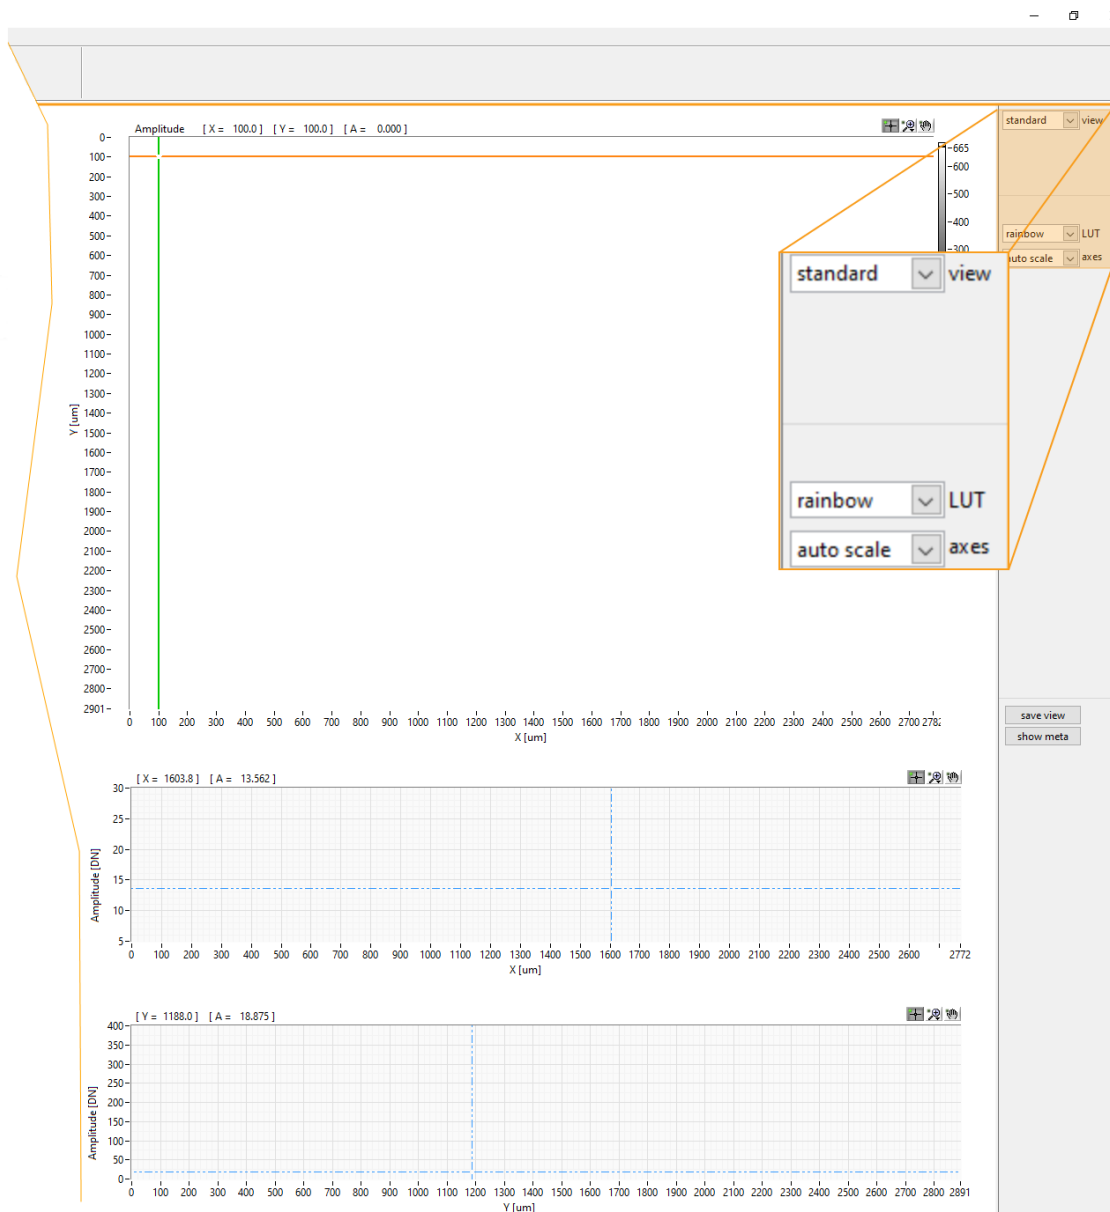 Amplitude [ X = 100.0 ] [ Y = 100.0 ] [ A = 0.000 ]
standard view
0
100
200
300
400
500
600
700
800
900
1000
1100
1200
1300
1400
1500
1600
1700
1800
1900
2000
2100
2200
2300
2400
2500
2600
2700
2800
2901
Y [um]
665
600
500
400
300
rainbow LUT
auto scale axes
standard view
rainbow LUT
auto scale axes
0 100 200 300 400 500 600 700 800 900 1000 1100 1200 1300 1400 1500 1600 1700 1800 1900 2000 2100 2200 2300 2400 2500 2600 2700 2782
X [um]
save view
show meta
[ X = 1603.8 ] [ A = 13.562 ]
30
25
20
15
10
5
Amplitude [DN]
0 100 200 300 400 500 600 700 800 900 1000 1100 1200 1300 1400 1500 1600 1700 1800 1900 2000 2100 2200 2300 2400 2500 2600 2772
X [um]
[ Y = 1188.0 ] [ A = 18.875 ]
400
350
300
250
200
150
100
50
0
Amplitude [DN]
0 100 200 300 400 500 600 700 800 900 1000 1100 1200 1300 1400 1500 1600 1700 1800 1900 2000 2100 2200 2300 2400 2500 2600 2700 2800 2891
Y [um]